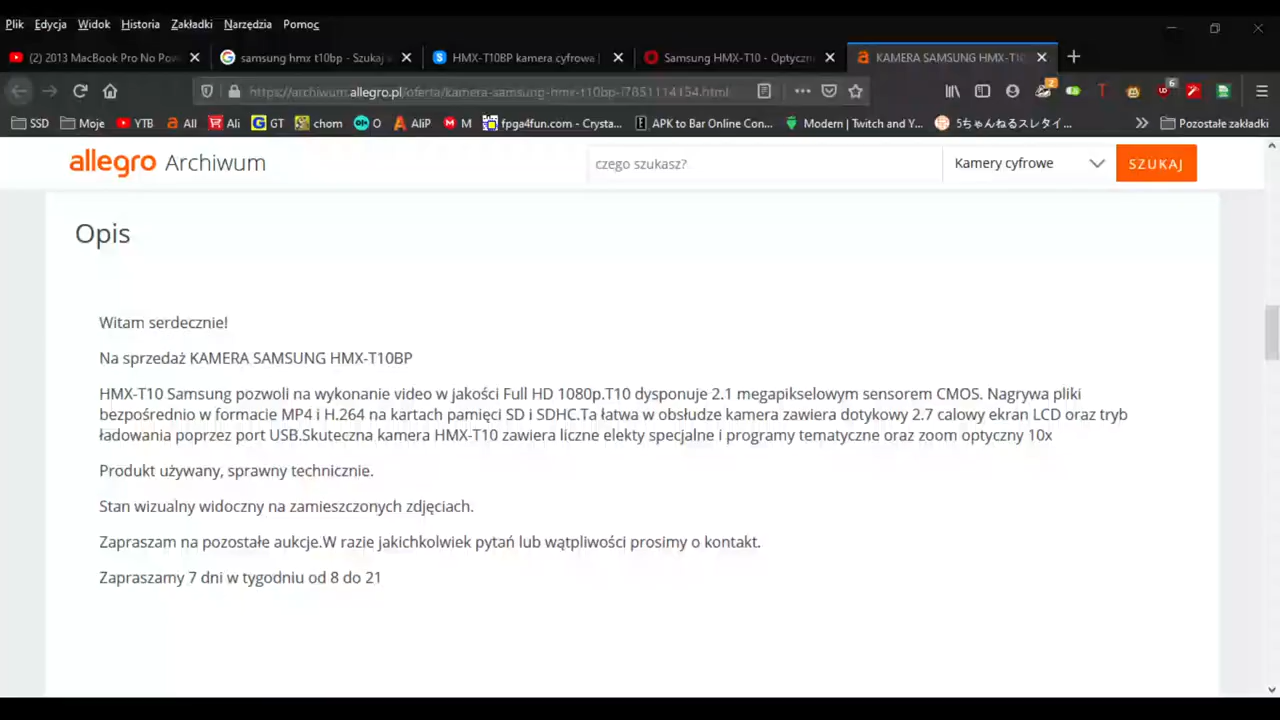 Plik Edycja Widok Historia Zakładki Narzędzia Pomoc
(2) 2013 MacBook Pro No Pow
samsung hmx t10bp - Szukaj
HMX-T10BP kamera cyfrowa |
Samsung HMX-T10 - Optyczn
KAMERA SAMSUNG HMX-T10
https://archiwum.allegro.pl/oferta/kamera-samsung-hmx-t10bp-i7851114154.html
2
6
SSD Moje YTB All Ali GT chom O AliP M fpga4fun.com - Crysta... APK to Bar Online Con... Modern | Twitch and Y... 5ちゃんねるスレタイ... Pozostałe zakładki
allegro Archiwum
czego szukasz?
Kamery cyfrowe
SZUKAJ
Opis
Witam serdecznie!
Na sprzedaż KAMERA SAMSUNG HMX-T10BP
HMX-T10 Samsung pozwoli na wykonanie video w jakości Full HD 1080p.T10 dysponuje 2.1 megapikselowym sensorem CMOS. Nagrywa pliki
bezpośrednio w formacie MP4 i H.264 na kartach pamięci SD i SDHC.Ta łatwa w obsłudze kamera zawiera dotykowy 2.7 calowy ekran LCD oraz tryb
ładowania poprzez port USB.Skuteczna kamera HMX-T10 zawiera liczne elekty specjalne i programy tematyczne oraz zoom optyczny 10x
Produkt używany, sprawny technicznie.
Stan wizualny widoczny na zamieszczonych zdjęciach.
Zapraszam na pozostałe aukcje.W razie jakichkolwiek pytań lub wątpliwości prosimy o kontakt.
Zapraszamy 7 dni w tygodniu od 8 do 21